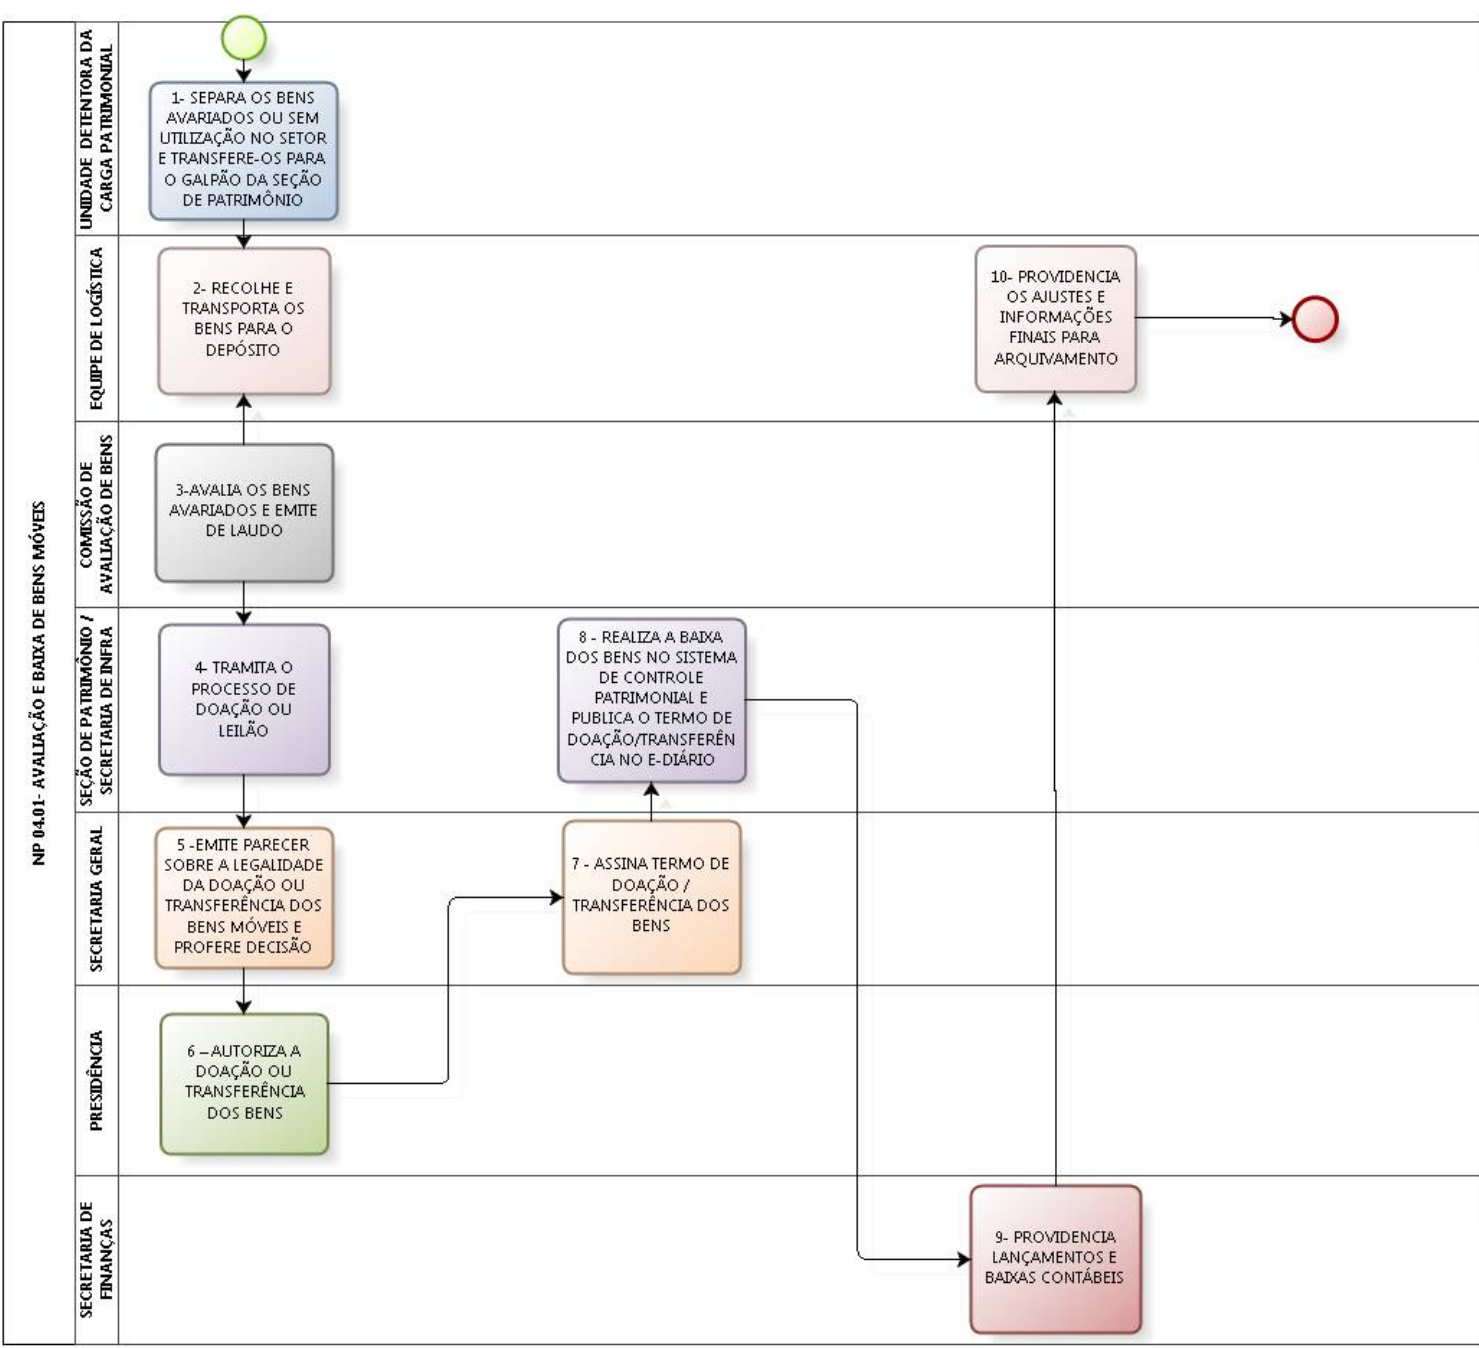 NP 04.01- AVALIAÇÃO E BAIXA DE BENS MÓVEIS
UNIDADE DETENTORA DA
CARGA PATRIMONIAL
1- SEPARA OS BENS
AVARIADOS OU SEM
UTILIZAÇÃO NO SETOR
E TRANSFERE-OS PARA
O GALPÃO DA SEÇÃO
DE PATRIMÔNIO
EQUIPE DE LOGÍSTICA
2- RECOLHE E
TRANSPORTA OS
BENS PARA O
DEPÓSITO
10- PROVIDENCIA
OS AJUSTES E
INFORMAÇÕES
FINAIS PARA
ARQUIVAMENTO
COMISSÃO DE
AVALIAÇÃO DE BENS
3-AVALIA OS BENS
AVARIADOS E EMITE
DE LAUDO
SEÇÃO DE PATRIMÔNIO /
SECRETARIA DE INFRA
4- TRAMITA O
PROCESSO DE
DOAÇÃO OU
LEILÃO
8 - REALIZA A BAIXA
DOS BENS NO SISTEMA
DE CONTROLE
PATRIMONIAL E
PUBLICA O TERMO DE
DOAÇÃO/TRANSFERÊN
CIA NO E-DIÁRIO
SECRETARIA GERAL
5 -EMITE PARECER
SOBRE A LEGALIDADE
DA DOAÇÃO OU
TRANSFERÊNCIA DOS
BENS MÓVEIS E
PROFERE DECISÃO
7 - ASSINA TERMO DE
DOAÇÃO /
TRANSFERÊNCIA DOS
BENS
PRESIDÊNCIA
6 – AUTORIZA A
DOAÇÃO OU
TRANSFERÊNCIA
DOS BENS
SECRETARIA DE
FINANÇAS
9- PROVIDENCIA
LANÇAMENTOS E
BAIXAS CONTÁBEIS